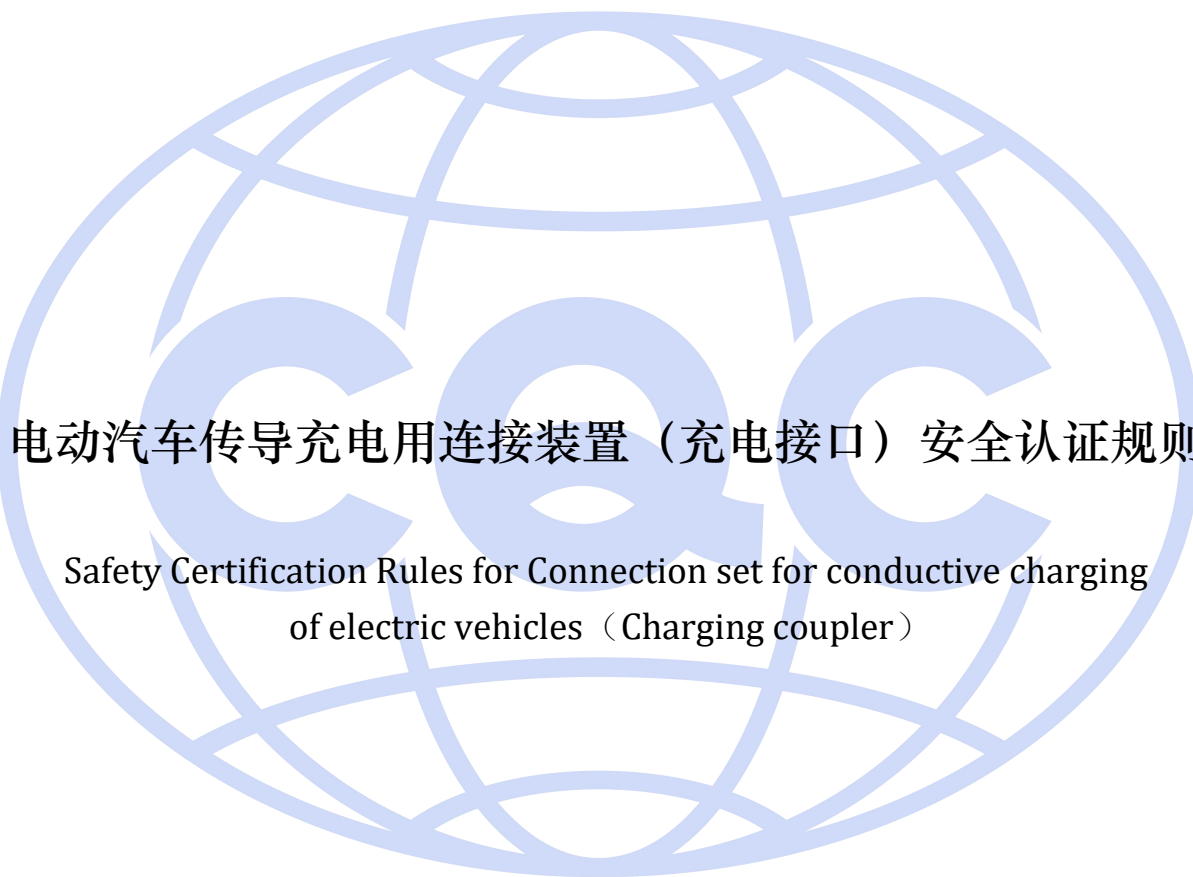 CQC
电动汽车传导充电用连接装置（充电接口）安全认证规则
Safety Certification Rules for Connection set for conductive charging
of electric vehicles（Charging coupler）